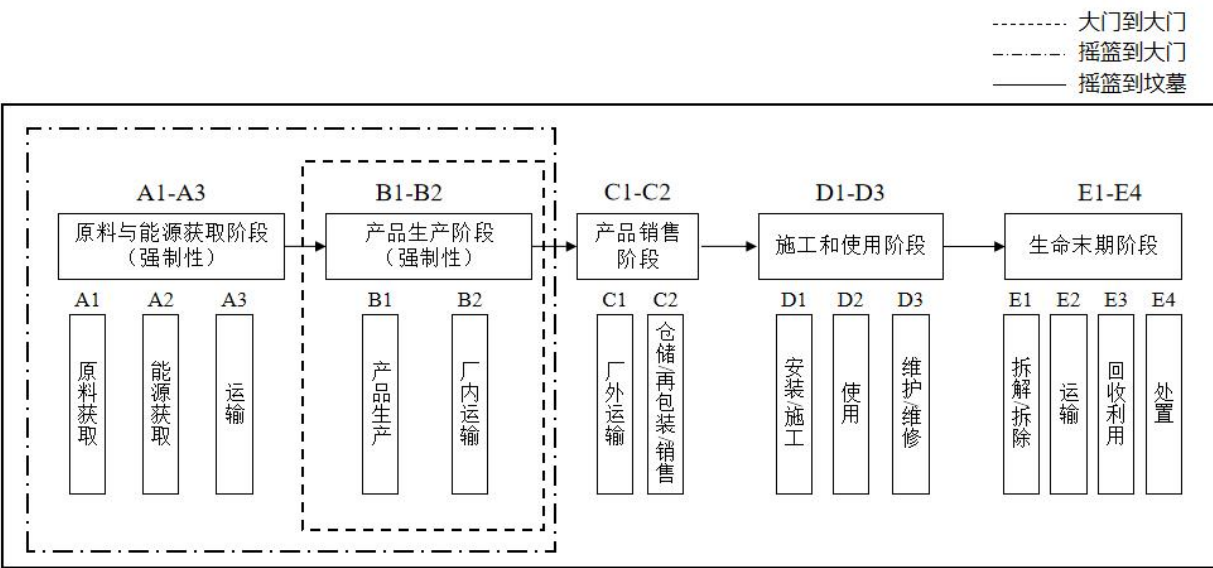 大门到大门
摇篮到大门
摇篮到坟墓
A1-A3
B1-B2
C1-C2
D1-D3
E1-E4
原料与能源获取阶段
（强制性）
产品生产阶段
（强制性）
产品销售
阶段
施工和使用阶段
生命末期阶段
A1
A2
A3
B1
B2
C1
C2
D1
D2
D3
E1
E2
E3
E4
原料获取
能源获取
运输
产品生产
厂内运输
厂外运输
仓储/再包装/销售
安装/施工
使用
维护/维修
拆解/拆除
运输
回收利用
处置